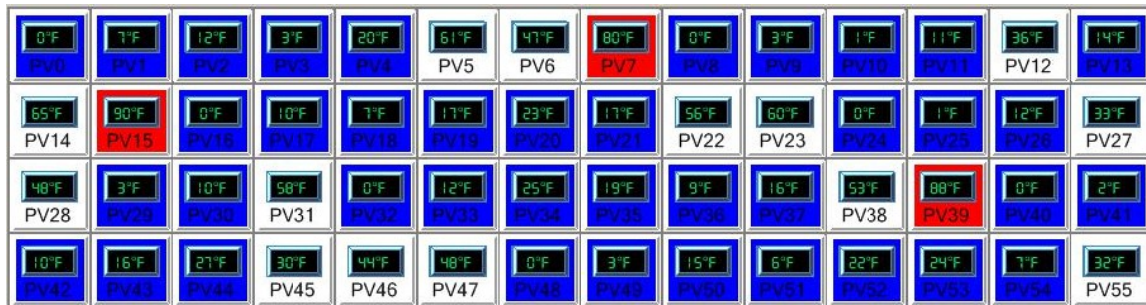 0°F 7°F 12°F 3°F 20°F 61°F 47°F 80°F 0°F 3°F 1°F 11°F 36°F 14°F
PV0 PV1 PV2 PV3 PV4 PV5 PV6 PV7 PV8 PV9 PV10 PV11 PV12 PV13
65°F 90°F 0°F 10°F 7°F 17°F 23°F 17°F 56°F 60°F 0°F 1°F 12°F 33°F
PV14 PV15 PV16 PV17 PV18 PV19 PV20 PV21 PV22 PV23 PV24 PV25 PV26 PV27
48°F 3°F 10°F 58°F 0°F 12°F 25°F 19°F 9°F 16°F 53°F 88°F 0°F 2°F
PV28 PV29 PV30 PV31 PV32 PV33 PV34 PV35 PV36 PV37 PV38 PV39 PV40 PV41
10°F 16°F 27°F 30°F 44°F 48°F 0°F 3°F 15°F 6°F 22°F 24°F 7°F 32°F
PV42 PV43 PV44 PV45 PV46 PV47 PV48 PV49 PV50 PV51 PV52 PV53 PV54 PV55